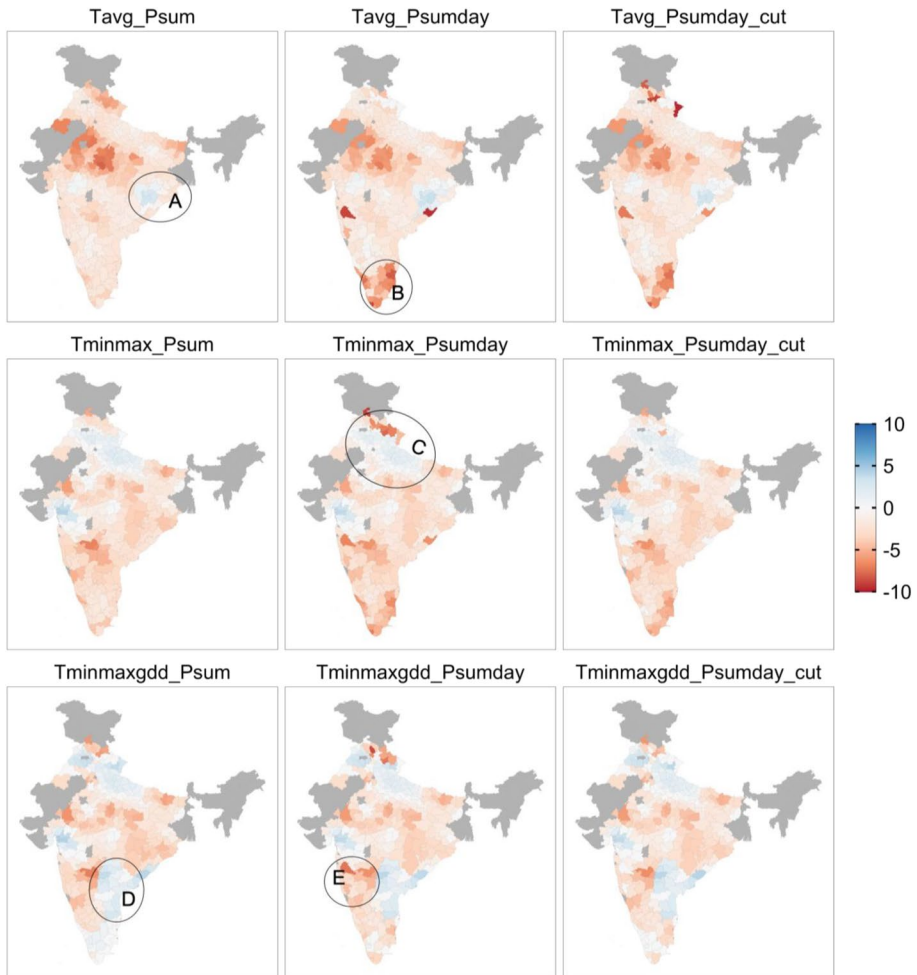 Tavg_Psum Tavg_Psumday Tavg_Psumday_cut
A
B
Tminmax_Psum Tminmax_Psumday Tminmax_Psumday_cut
C
10
5
0
-5
-10
Tminmaxgdd_Psum Tminmaxgdd_Psumday Tminmaxgdd_Psumday_cut
E
D